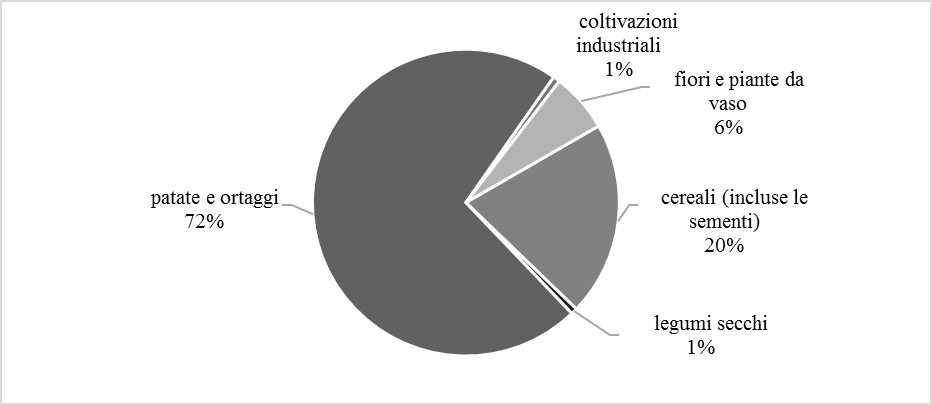 coltivazioni
industriali
1%
fiori e piante da
vaso
6%
patate e ortaggi
72%
cereali (incluse le
sementi)
20%
legumi secchi
1%